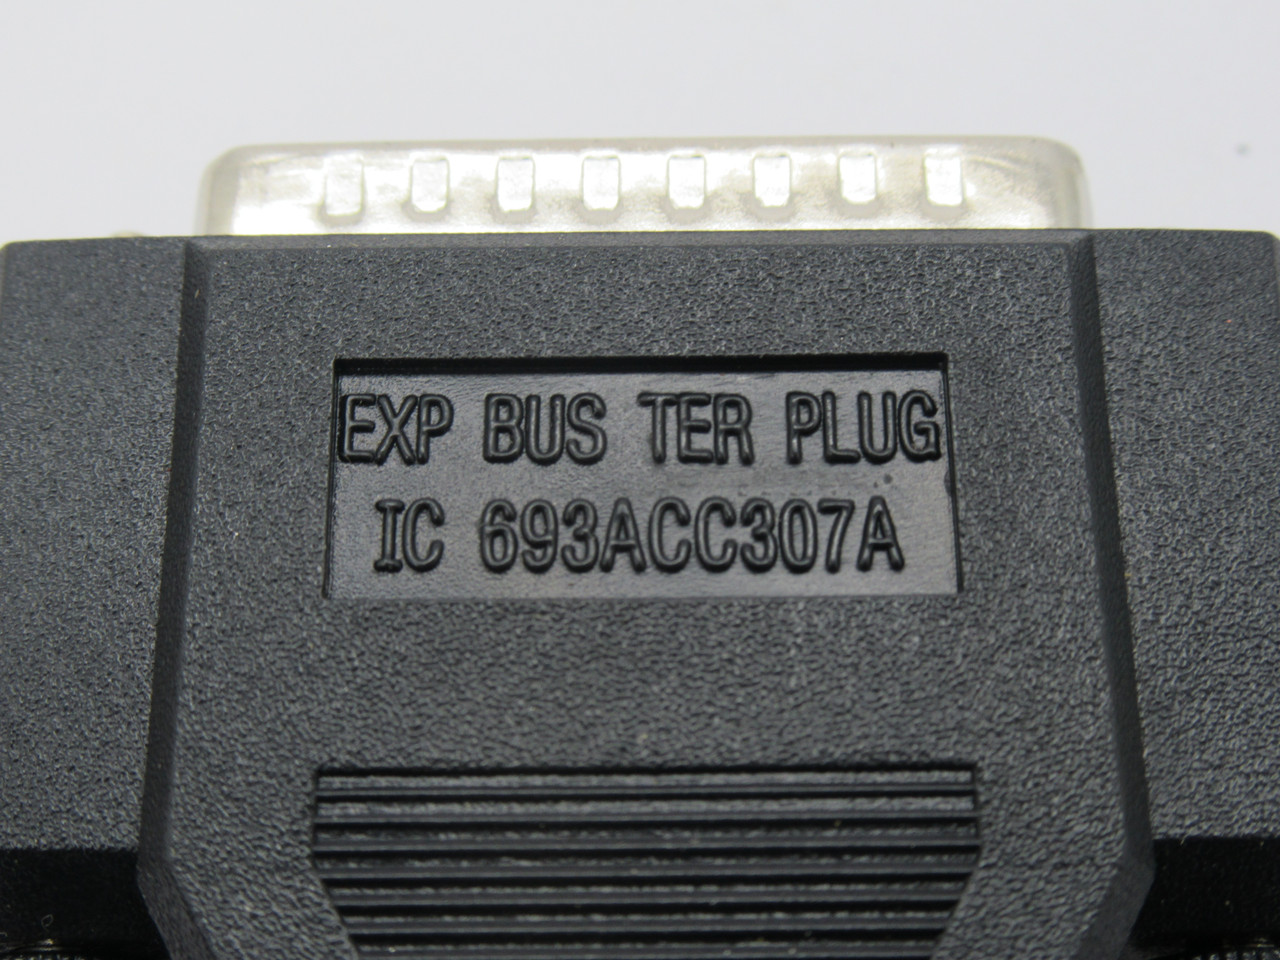 EXP BUS TER PLUG
IC 693ACC307A